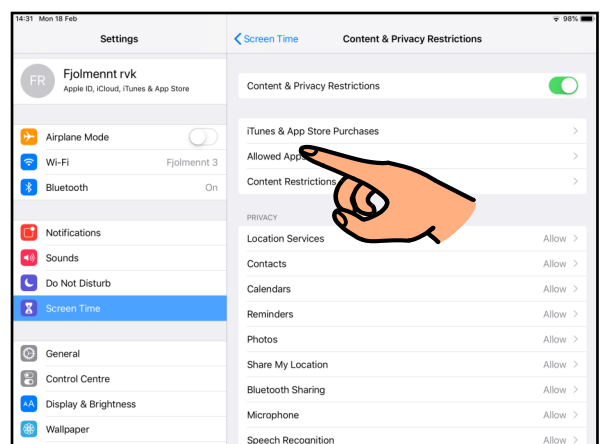 14:31 Mon 18 Feb
98%
Settings
Screen Time
Content & Privacy Restrictions
FR
Fjolmennt rvk
Apple ID, iCloud, iTunes & App Store
Airplane Mode
Wi-Fi Fjolmennt 3
Bluetooth On
Notifications
Sounds
Do Not Disturb
Screen Time
General
Control Centre
AA Display & Brightness
Wallpaper
Content & Privacy Restrictions
iTunes & App Store Purchases
Allowed Apps
Content Restrictions
PRIVACY
Location Services Allow
Contacts Allow
Calendars Allow
Reminders Allow
Photos Allow
Share My Location Allow
Bluetooth Sharing Allow
Microphone Allow
Speech Recognition Allow